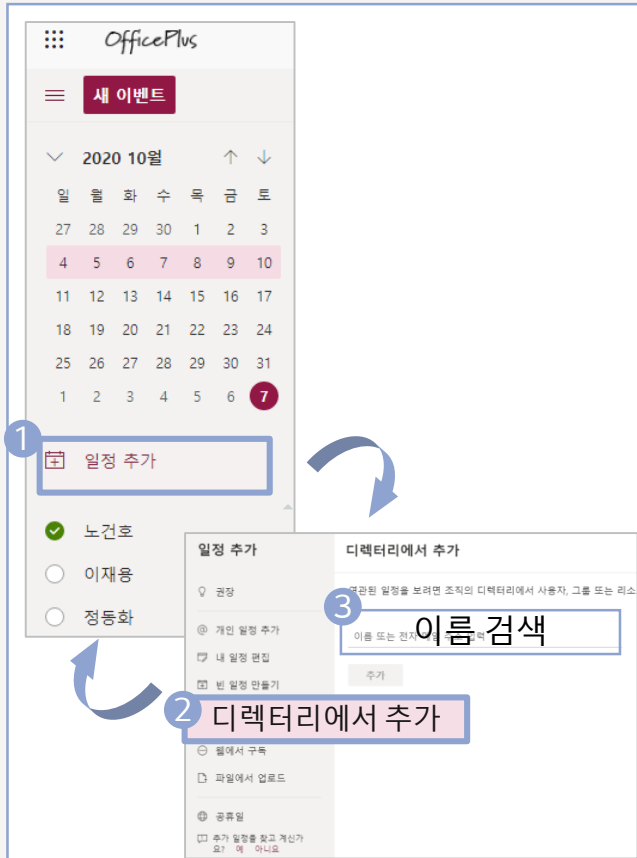 OfficePlus
새 이벤트
2020 10월
일 월 화 수 목 금 토
27 28 29 30 1 2 3
4 5 6 7 8 9 10
11 12 13 14 15 16 17
18 19 20 21 22 23 24
25 26 27 28 29 30 31
1 2 3 4 5 6 7
1
일정 추가
노건호
이재용
정동화
일정 추가
권장
개인 일정 추가
내 일정 편집
빈 일정 만들기
2 디렉터리에서 추가
웹에서 구독
파일에서 업로드
공휴일
추가 일정을 찾고 계신가
요? 예 아니요
디렉터리에서 추가
일정을 보려면 조직의 디렉터리에서 사용자, 그룹 또는 리소
3
이름 검색
이름 또는 전자 입력
추가